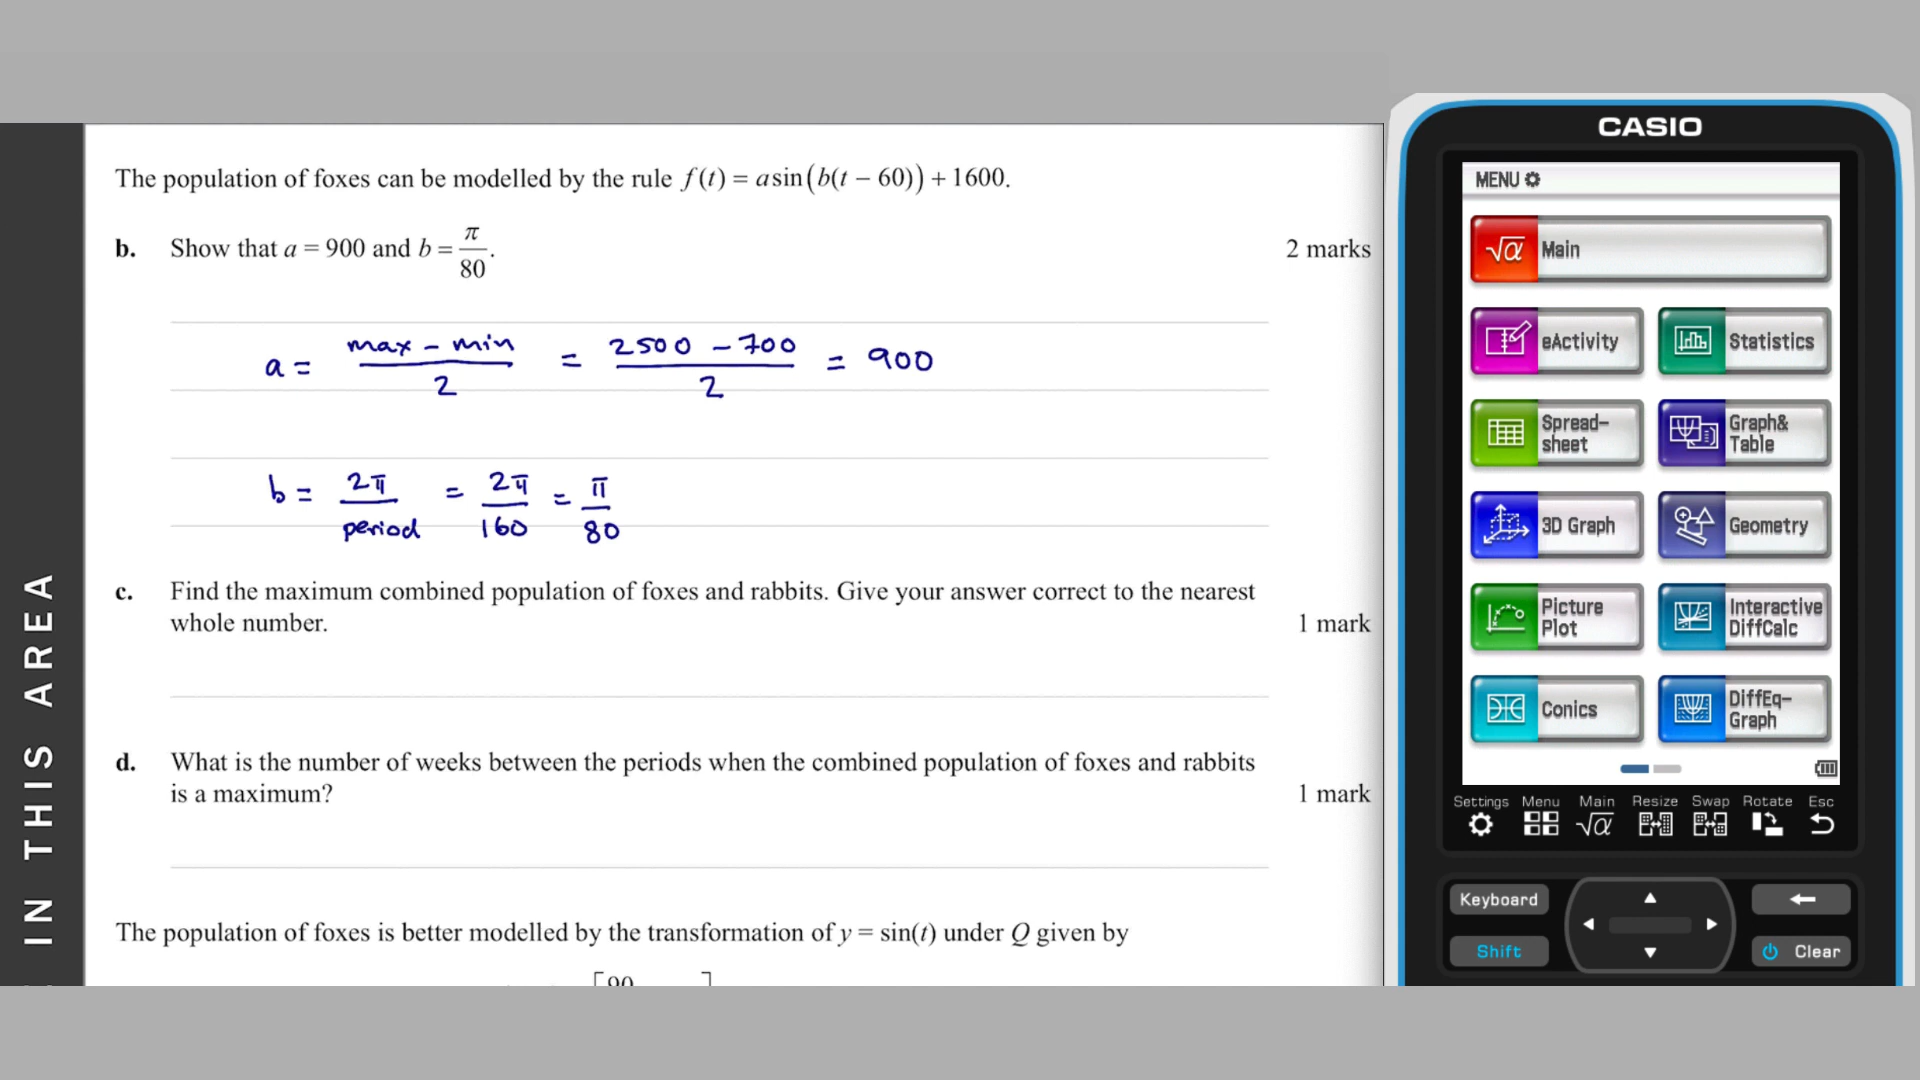 The population of foxes can be modelled by the rule f(t) = a sin(b(t − 60)) + 1600.
b. Show that a = 900 and b = π/80. 2 marks
a = (max − min)/2 = (2500 − 700)/2 = 900
b = 2π/period = 2π/160 = π/80
c. Find the maximum combined population of foxes and rabbits. Give your answer correct to the nearest
whole number. 1 mark
d. What is the number of weeks between the periods when the combined population of foxes and rabbits
is a maximum? 1 mark
The population of foxes is better modelled by the transformation of y = sin(t) under Q given by
IN THIS AREA
CASIO
MENU
Main
eActivity
Statistics
Spread-
sheet
Graph&
Table
3D Graph
Geometry
Picture
Plot
Interactive
DiffCalc
Conics
DiffEq-
Graph
Settings Menu Main Resize Swap Rotate Esc
Keyboard
Shift
Clear